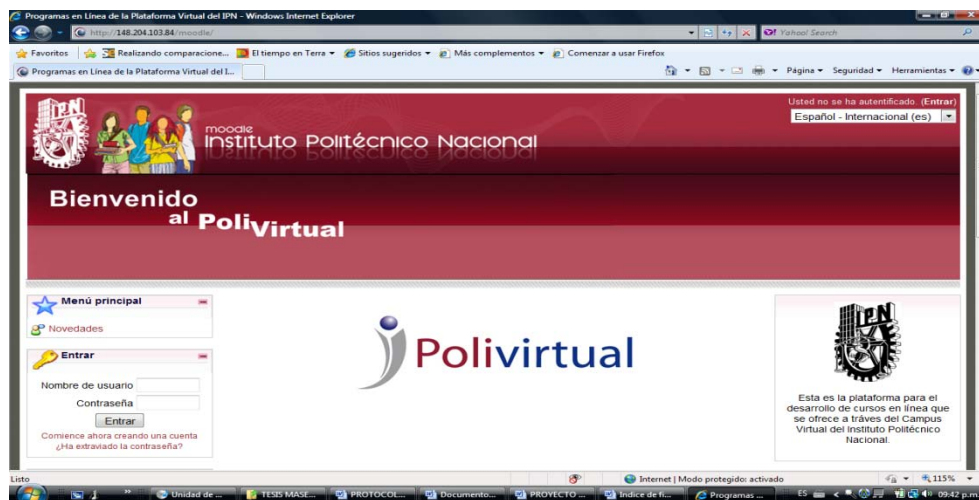 Programas en Línea de la Plataforma Virtual del IPN - Windows Internet Explorer
http://148.204.103.84/moodle/
Yahoo! Search
Favoritos Realizando comparacione... El tiempo en Terra Sitios sugeridos Más complementos Comenzar a usar Firefox
Programas en Línea de la Plataforma Virtual del I...
Página Seguridad Herramientas
Usted no se ha autentificado. (Entrar)
Español - Internacional (es)
moodle
Instituto Politécnico Nacional
Bienvenido
al PoliVirtual
Menú principal
Novedades
Entrar
Nombre de usuario
Contraseña
Entrar
Comience ahora creando una cuenta
¿Ha extraviado la contraseña?
Polivirtual
IPN
Esta es la plataforma para el
desarrollo de cursos en línea que
se ofrece a tráves del Campus
Virtual del Instituto Politécnico
Nacional.
Listo
Internet | Modo protegido: activado
115%
Unidad de ... TESIS MASE... PROTOCOL... Documento... PROYECTO ... Indice de fi... Programas ... ES 09:42 p.m.